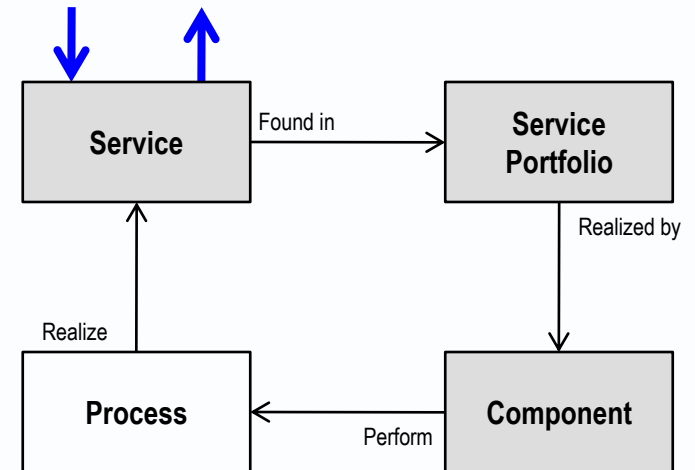 Service
Found in
Service
Portfolio
Realized by
Realize
Process
Perform
Component